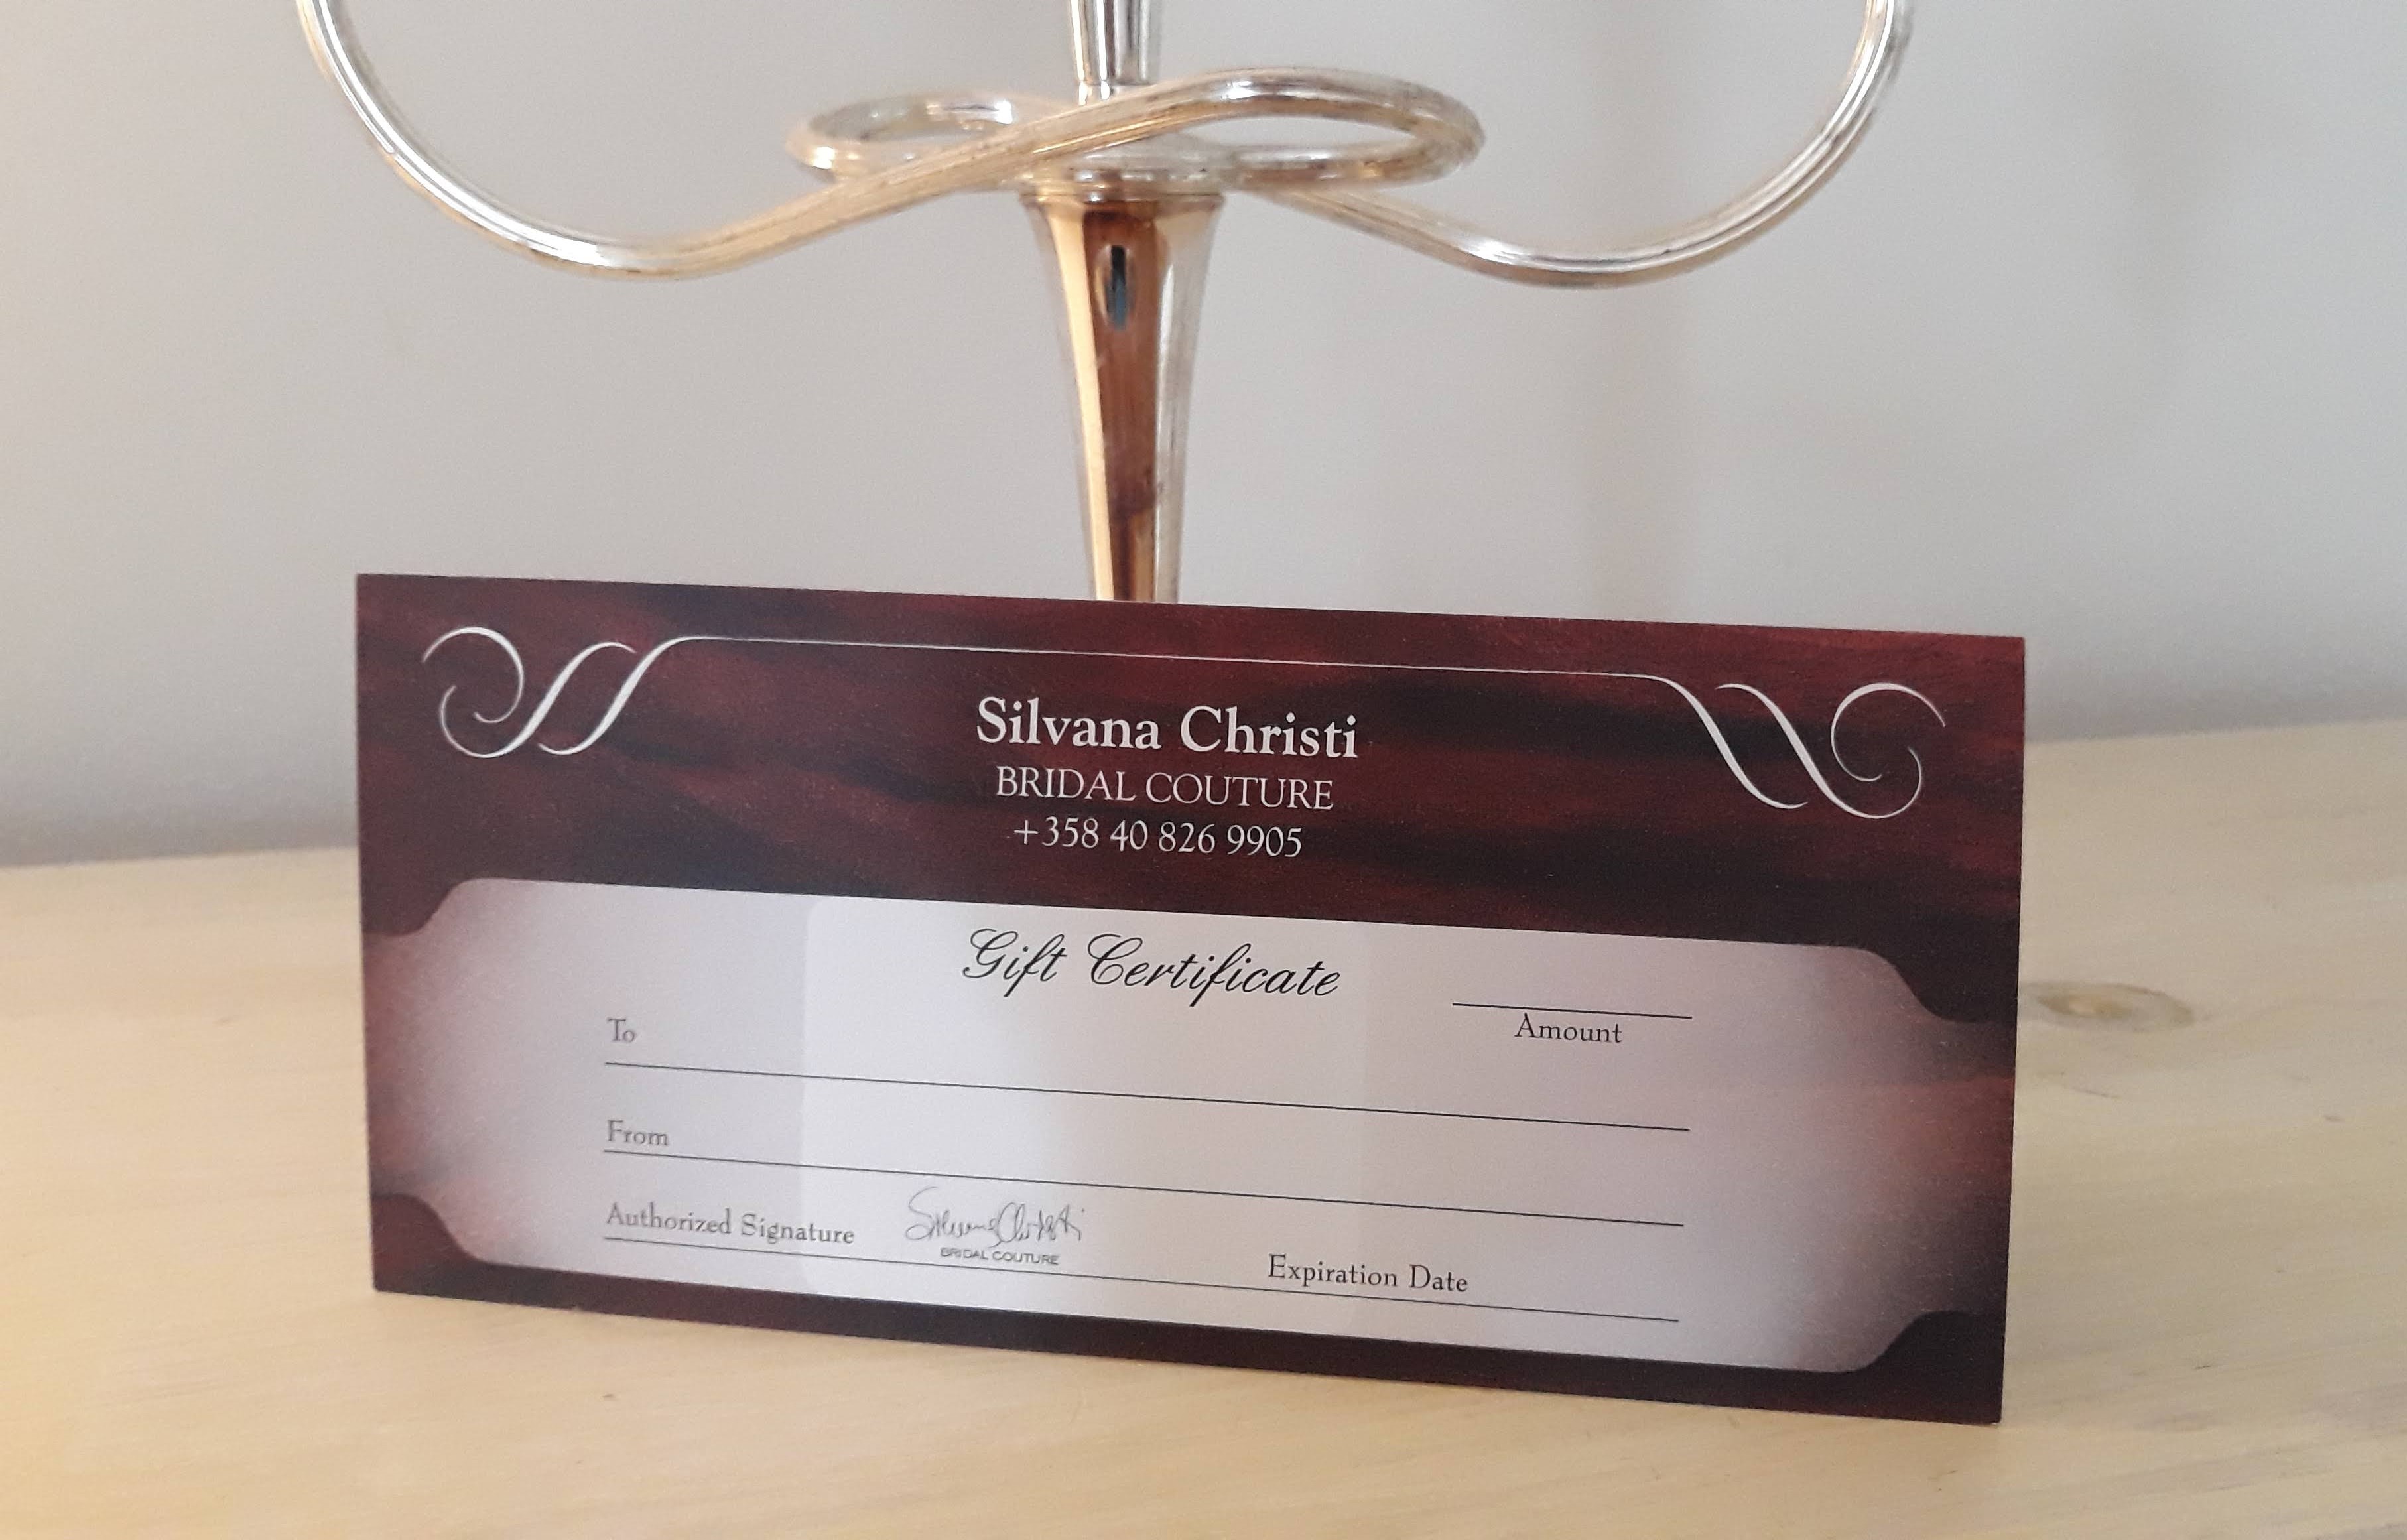 Silvana Christi
BRIDAL COUTURE
+358 40 826 9905
Gift Certificate
Amount
To
From
Authorized Signature Silvana Christi
BRIDAL COUTURE
Expiration Date